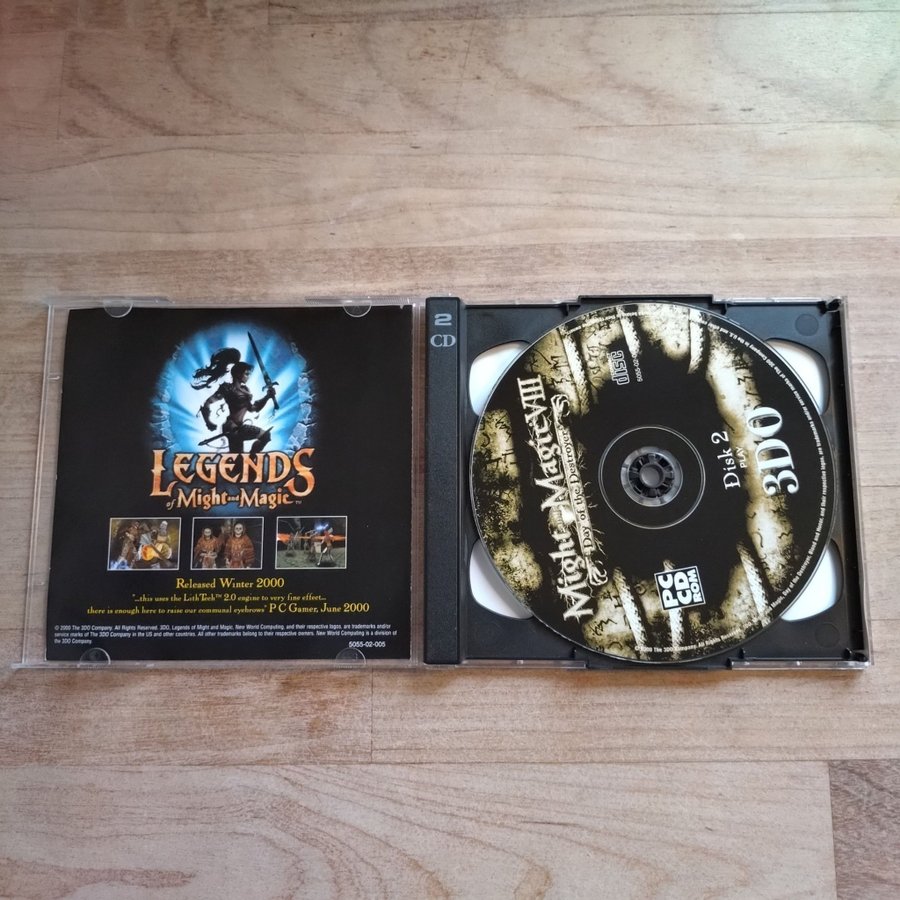 LEGENDS
of Might and Magic™
Released Winter 2000
"...this uses the LithTech™ 2.0 engine to very fine effect...
there is enough here to raise our communal eyebrows" PC Gamer, June 2000
© 2000 The 3DO Company. All Rights Reserved. 3DO, Legends of Might and Magic, New World Computing, and their respective logos, are trademarks and/or
service marks of The 3DO Company in the US and other countries. All other trademarks belong to their respective owners. New World Computing is a division of
the 3DO Company.
5055-02-005
2
CD
Might and Magic VIII
Day of the Destroyer
disc
Disk 2
PLAY
3DO
PC
CD
ROM
© 2000 The 3DO Company. All Rights